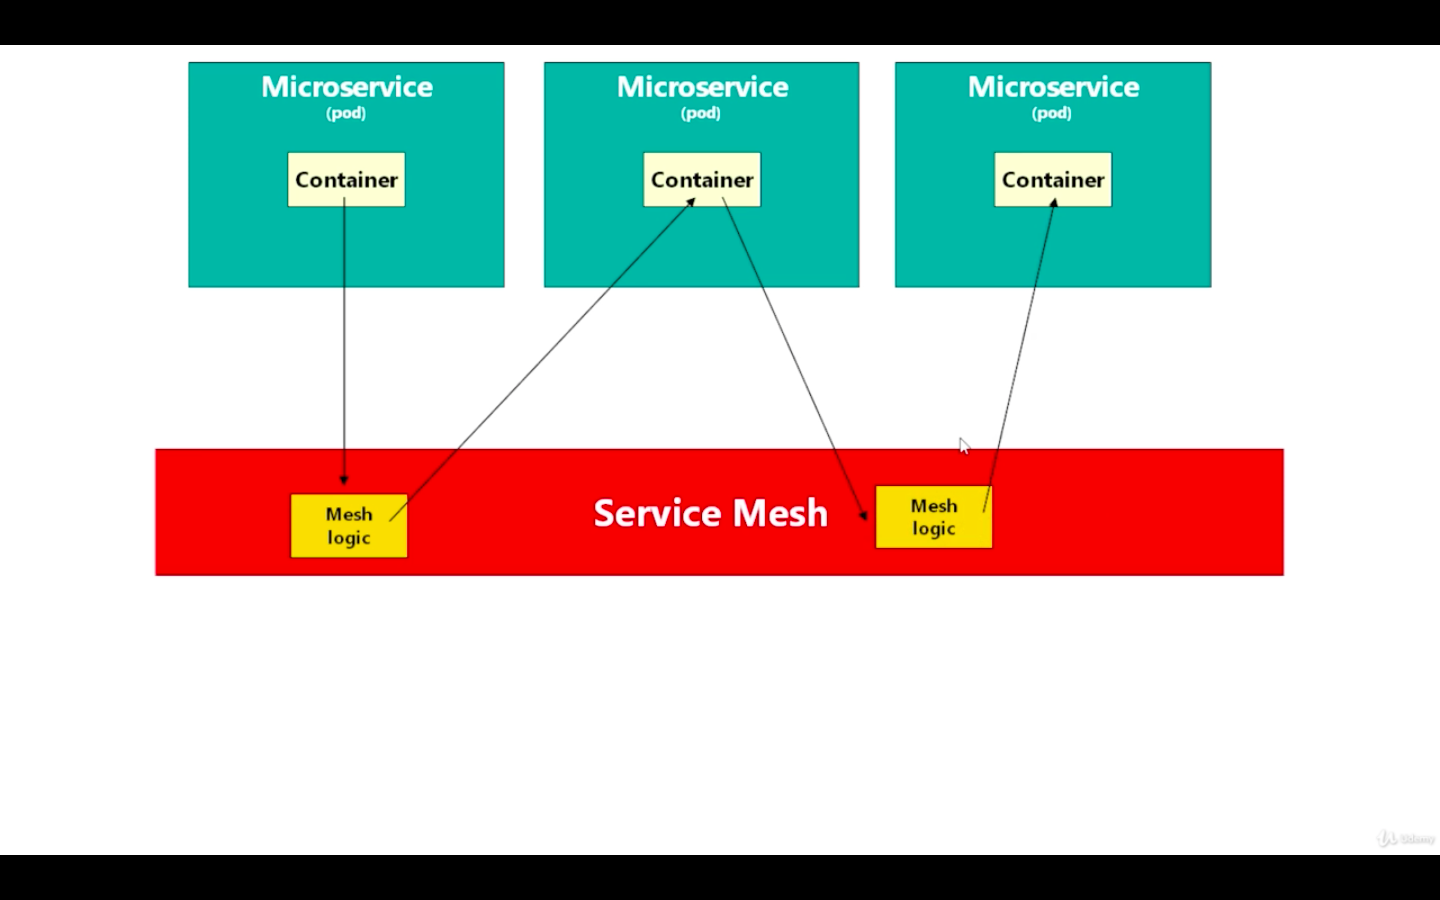 Microservice
(pod)
Container
Microservice
(pod)
Container
Microservice
(pod)
Container
Mesh
logic
Service Mesh
Mesh
logic
Udemy